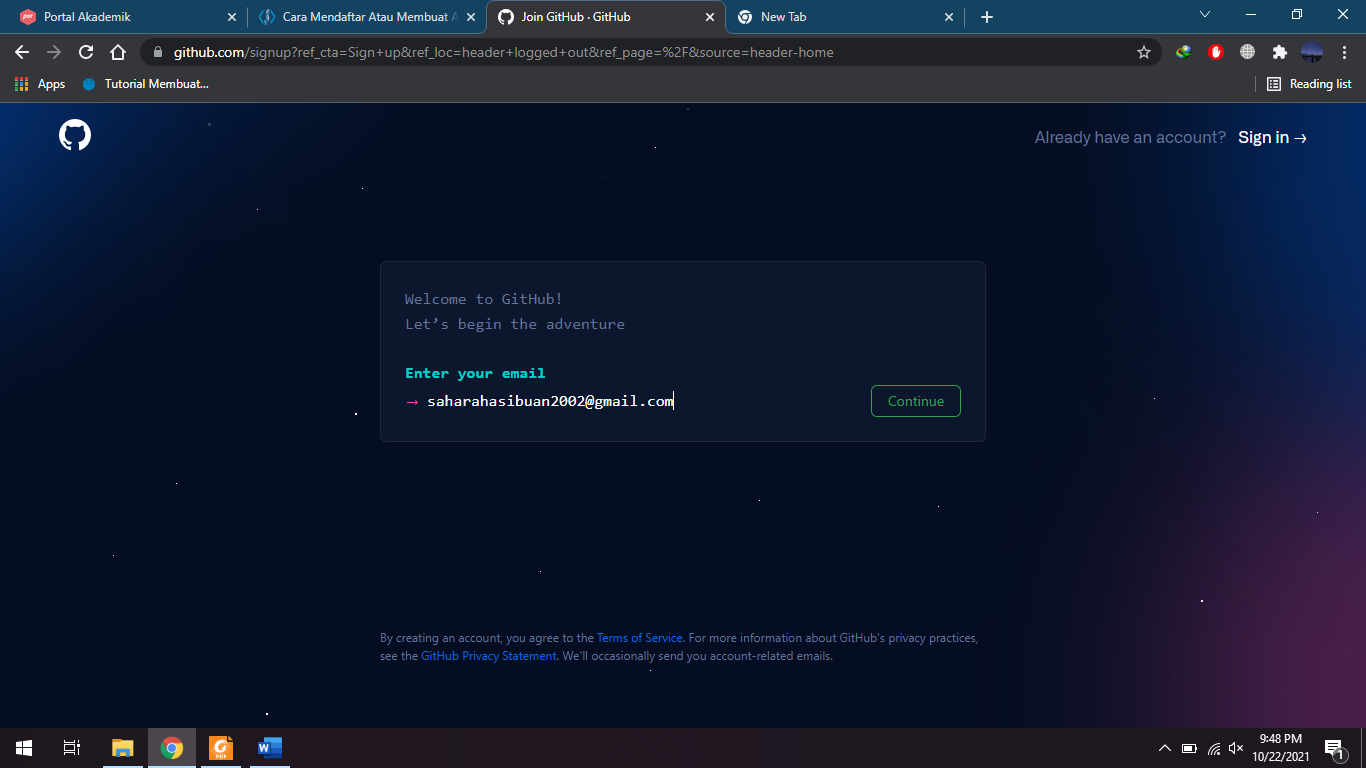 Portal Akademik
Cara Mendaftar Atau Membuat A
Join GitHub · GitHub
New Tab
github.com/signup?ref_cta=Sign+up&ref_loc=header+logged+out&ref_page=%2F&source=header-home
Apps
Tutorial Membuat...
Reading list
Already have an account? Sign in →
Welcome to GitHub!
Let’s begin the adventure
Enter your email
→ saharahasibuan2002@gmail.com
Continue
By creating an account, you agree to the Terms of Service. For more information about GitHub's privacy practices,
see the GitHub Privacy Statement. We'll occasionally send you account-related emails.
9:48 PM
10/22/2021
1